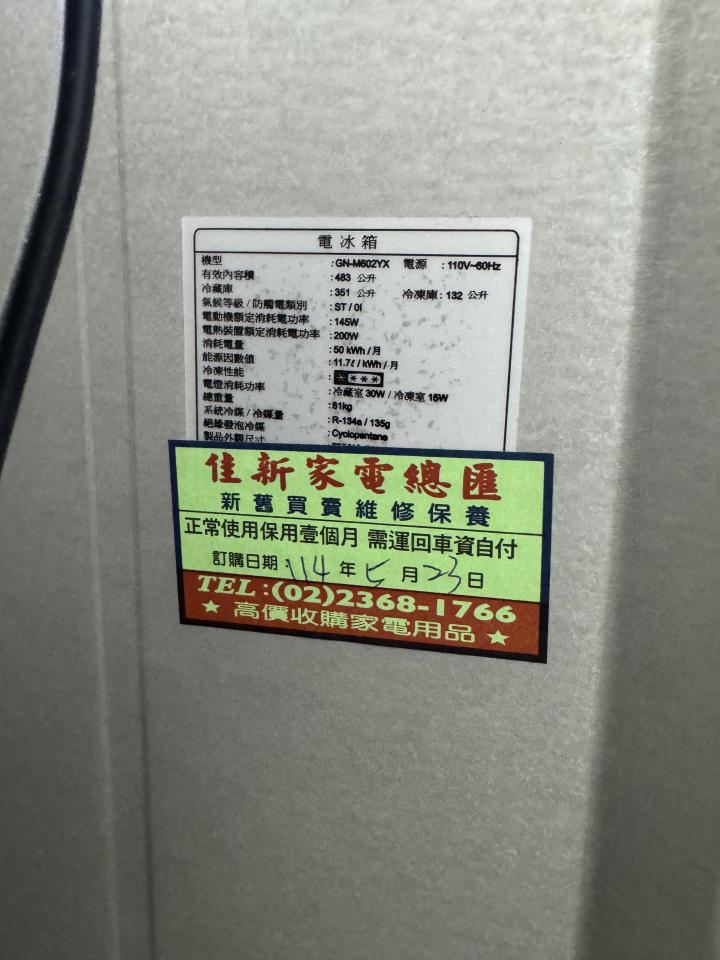 電冰箱
機型 : GN-M602YX 電源 : 110V~60Hz
有效內容積 : 483 公升
冷藏庫 : 351 公升 冷凍庫 : 132 公升
氣候等級 / 防觸電類別 : ST / 0I
電動機額定消耗電功率 : 145W
電熱裝置額定消耗電功率 : 200W
消耗電量 : 50 kWh / 月
能源因數值 : 11.7ℓ / kWh / 月
冷凍性能 : ****
電燈消耗功率 : 冷藏室 30W / 冷凍室 15W
總重量 : 81kg
系統冷媒 / 冷媒量 : R-134a / 135g
絕緣發泡冷媒 : Cyclopentane
製品外觀尺寸
佳新家電總匯
新舊買賣維修保養
正常使用保用壹個月 需運回車資自付
訂購日期: 114 年 七 月 23 日
TEL:(02)2368-1766
★ 高價收購家電用品 ★